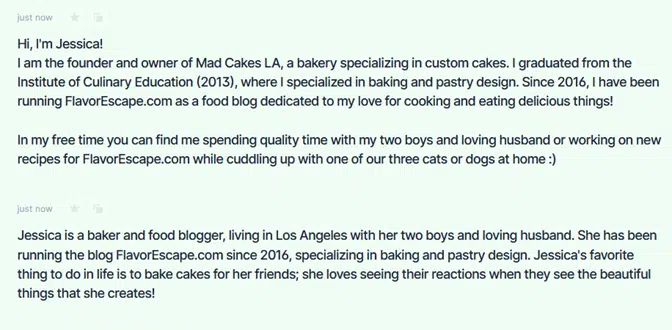 just now
Hi, I'm Jessica!
I am the founder and owner of Mad Cakes LA, a bakery specializing in custom cakes. I graduated from the
Institute of Culinary Education (2013), where I specialized in baking and pastry design. Since 2016, I have been
running FlavorEscape.com as a food blog dedicated to my love for cooking and eating delicious things!
In my free time you can find me spending quality time with my two boys and loving husband or working on new
recipes for FlavorEscape.com while cuddling up with one of our three cats or dogs at home :)
just now
Jessica is a baker and food blogger, living in Los Angeles with her two boys and loving husband. She has been
running the blog FlavorEscape.com since 2016, specializing in baking and pastry design. Jessica's favorite
thing to do in life is to bake cakes for her friends; she loves seeing their reactions when they see the beautiful
things that she creates!